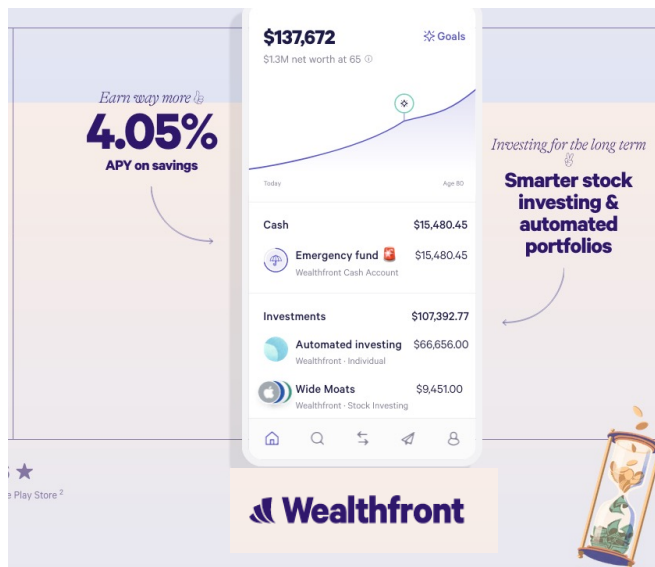 $137,672
Goals
$1.3M net worth at 65
Earn way more
4.05%
APY on savings
Investing for the long term
Smarter stock
investing &
automated
portfolios
Today
Age 80
Cash
$15,480.45
Emergency fund
$15,480.45
Wealthfront Cash Account
Investments
$107,392.77
Automated investing
$66,656.00
Wealthfront · Individual
Wide Moats
$9,451.00
Wealthfront · Stock Investing
Play Store 2
Wealthfront